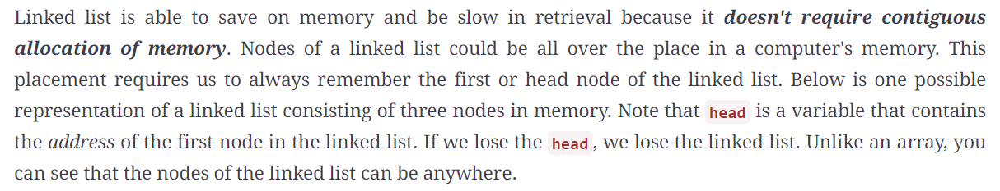 Linked list is able to save on memory and be slow in retrieval because it doesn't require contiguous
allocation of memory. Nodes of a linked list could be all over the place in a computer's memory. This
placement requires us to always remember the first or head node of the linked list. Below is one possible
representation of a linked list consisting of three nodes in memory. Note that head is a variable that contains
the address of the first node in the linked list. If we lose the head, we lose the linked list. Unlike an array, you
can see that the nodes of the linked list can be anywhere.